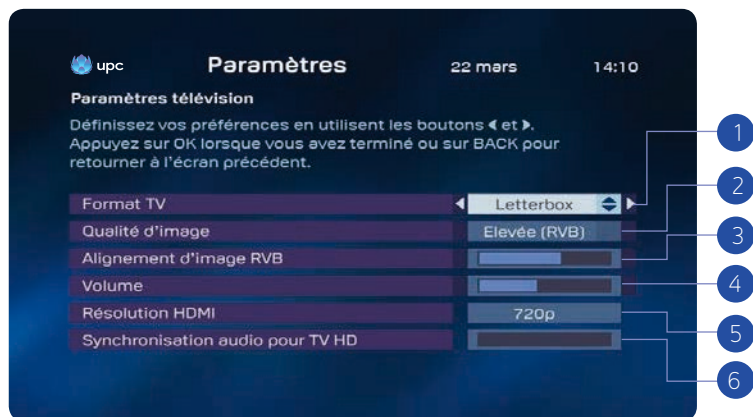 upc Paramètres 22 mars 14:10
Paramètres télévision
Définissez vos préférences en utilisent les boutons ◀ et ▶.
Appuyez sur OK lorsque vous avez terminé ou sur BACK pour
retourner à l'écran précédent.
Format TV Letterbox 1
Qualité d'image Elevée (RVB) 2
Alignement d'image RVB 3
Volume 4
Résolution HDMI 720p 5
Synchronisation audio pour TV HD 6